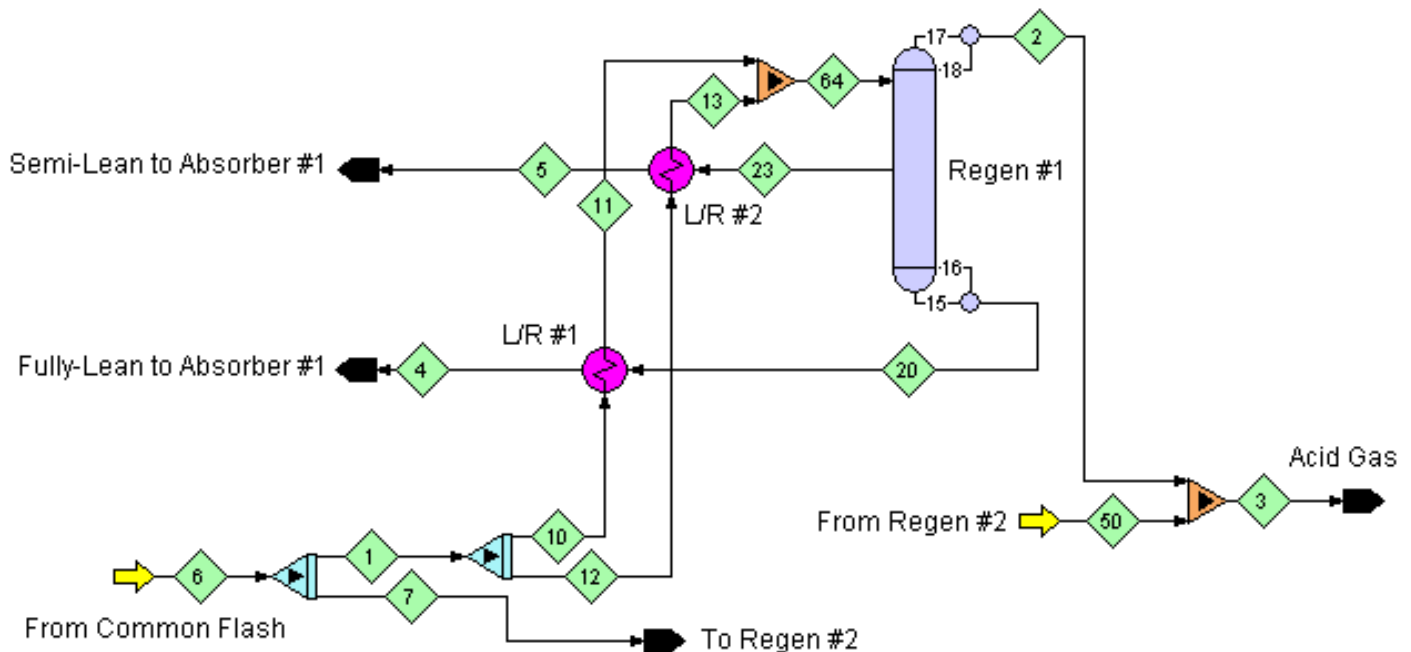 17
2
18
13
64
Semi-Lean to Absorber #1
5
23
Regen #1
11
L/R #2
16
15
L/R #1
Fully-Lean to Absorber #1
4
20
Acid Gas
From Regen #2
50
3
10
1
6
12
7
From Common Flash
To Regen #2